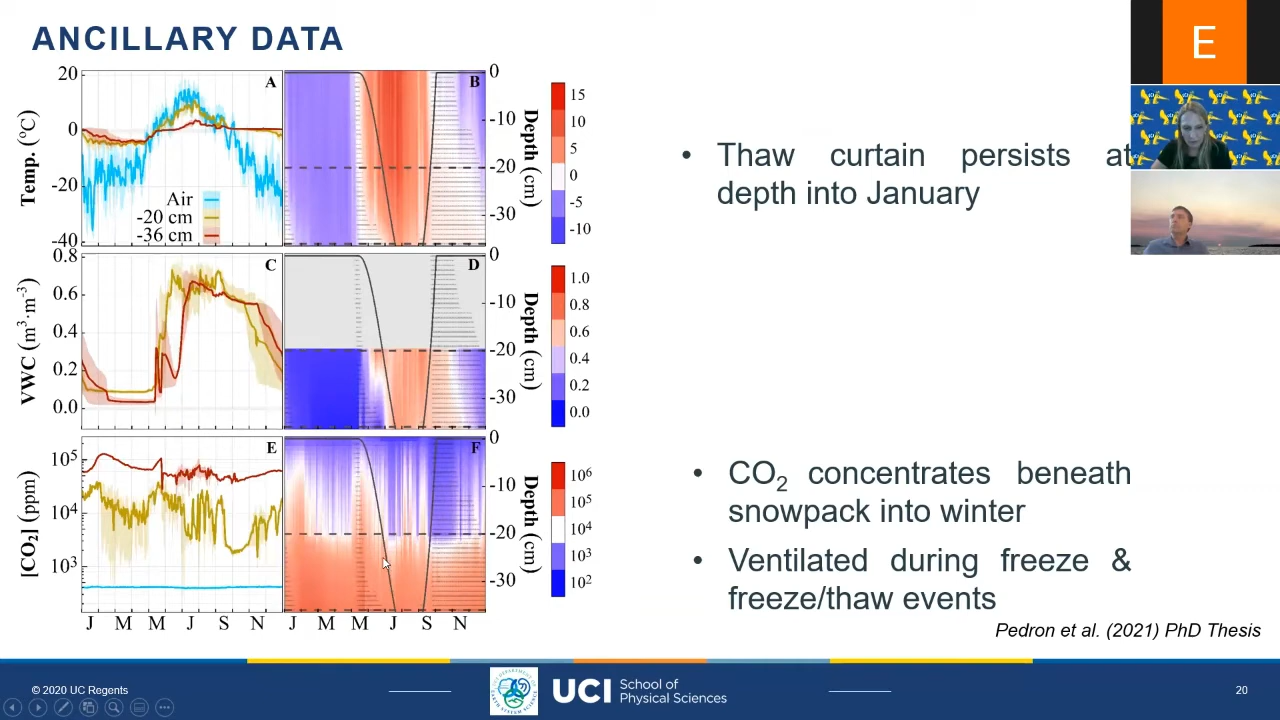 ANCILLARY DATA
E
20
0
-20
-40
Temp. (°C)
A
Air
-20 cm
-36 cm
B
0
-10
-20
-30
Depth (cm)
15
10
5
0
-5
-10
• Thaw curtain persists at
depth into January
0.8
0.6
0.4
0.2
0.0
VWC (m³·m⁻³)
C
D
0
-10
-20
-30
Depth (cm)
1.0
0.8
0.6
0.4
0.2
0.0
10⁵
10⁴
10³
[CO₂] (ppm)
E
F
0
-10
-20
-30
Depth (cm)
10⁶
10⁵
10⁴
10³
10²
J M M J S N
J M M J S N
• CO₂ concentrates beneath
snowpack into winter
• Ventilated during freeze &
freeze/thaw events
Pedron et al. (2021) PhD Thesis
© 2020 UC Regents
UCI School of
Physical Sciences
20